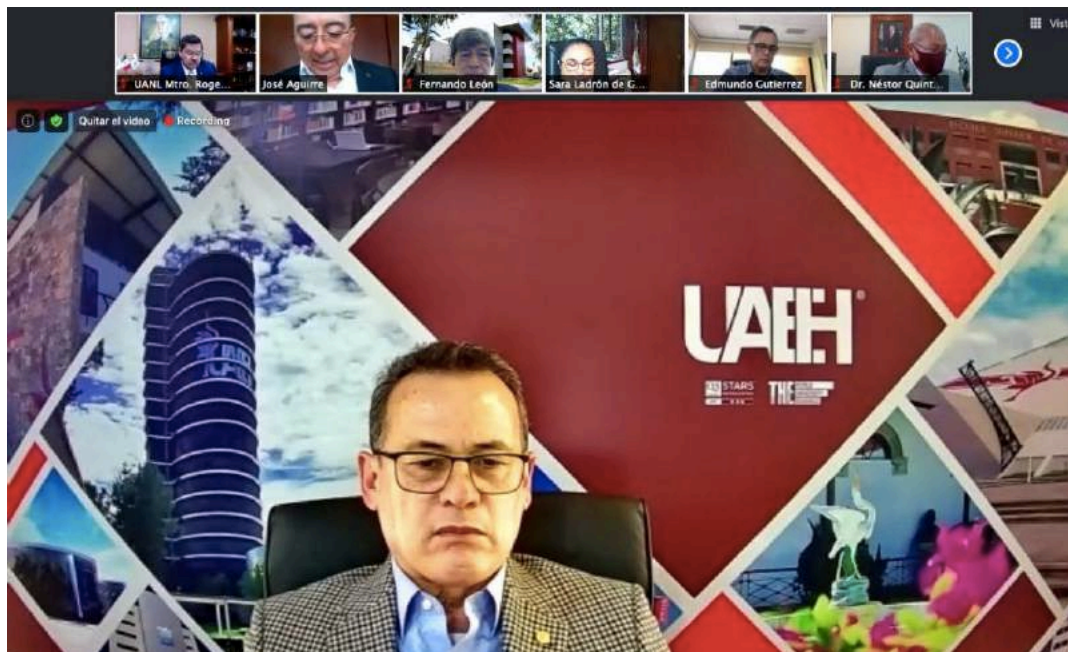 Vist
UANL Mtro. Roge...
José Aguirre
Fernando León
Sara Ladrón de G...
Edmundo Gutierrez
Dr. Néstor Quint...
Quitar el video
Recording
UAEH
STARS
THE